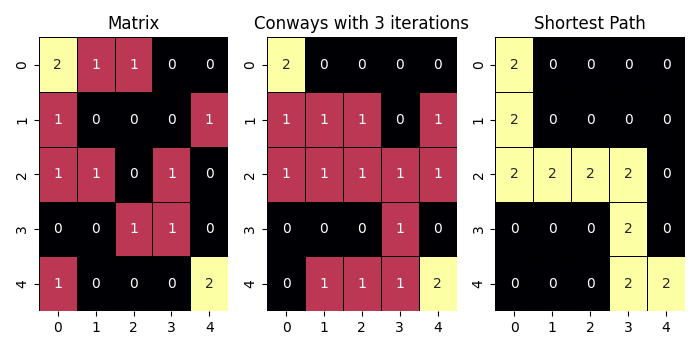 Matrix Conways with 3 iterations Shortest Path
0 2 1 1 0 0 0 2 0 0 0 0 0 2 0 0 0 0
1 1 0 0 0 1 1 1 1 1 0 1 1 2 0 0 0 0
2 1 1 0 1 0 2 1 1 1 1 1 2 2 2 2 2 0
3 0 0 1 1 0 3 0 0 0 1 0 3 0 0 0 2 0
4 1 0 0 0 2 4 0 1 1 1 2 4 0 0 0 2 2
0 1 2 3 4 0 1 2 3 4 0 1 2 3 4